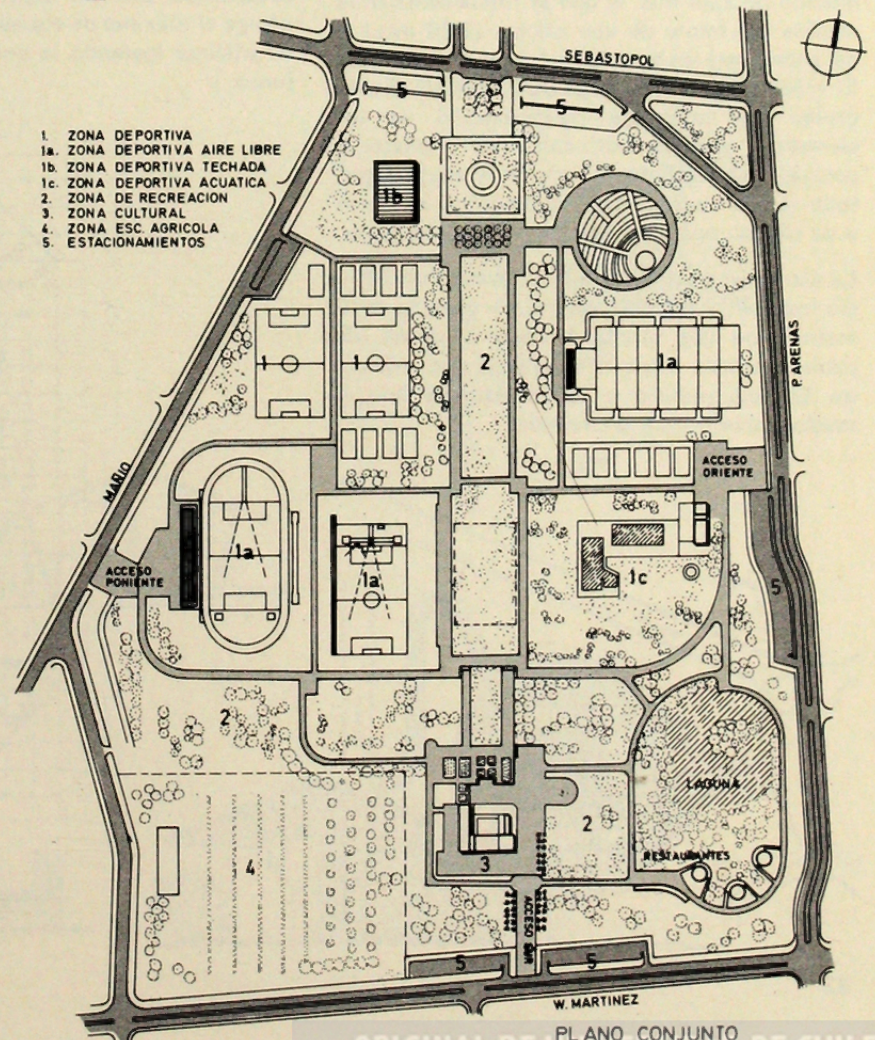 SEBASTOPOL
1. ZONA DEPORTIVA
1a. ZONA DEPORTIVA AIRE LIBRE
1b. ZONA DEPORTIVA TECHADA
1c. ZONA DEPORTIVA ACUATICA
2. ZONA DE RECREACION
3. ZONA CULTURAL
4. ZONA ESC. AGRICOLA
5. ESTACIONAMIENTOS
5
5
1b
1
1
2
1a
P. ARENAS
MARIO
ACCESO
ORIENTE
1a
1a
ACCESO
PONIENTE
1c
5
2
2
LAGUNA
RESTAURANTES
3
4
ACCESO SUR
5
5
W. MARTINEZ
PLANO CONJUNTO